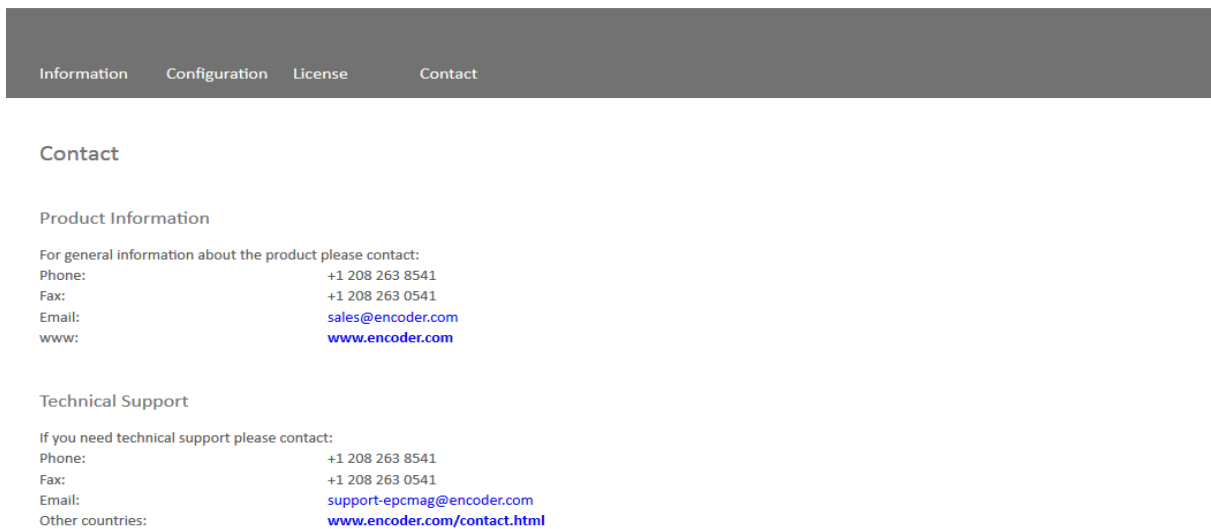 Information Configuration License Contact
Contact
Product Information
For general information about the product please contact:
Phone: +1 208 263 8541
Fax: +1 208 263 0541
Email: sales@encoder.com
www: www.encoder.com
Technical Support
If you need technical support please contact:
Phone: +1 208 263 8541
Fax: +1 208 263 0541
Email: support-epcmag@encoder.com
Other countries: www.encoder.com/contact.html